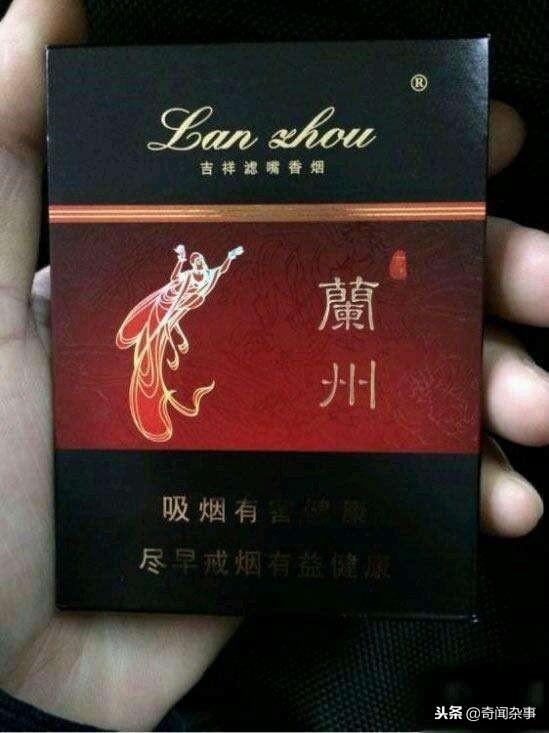 ®
Lan zhou
吉祥滤嘴香烟
蘭
州
吸烟有害健康
尽早戒烟有益健康
头条@奇闻杂事